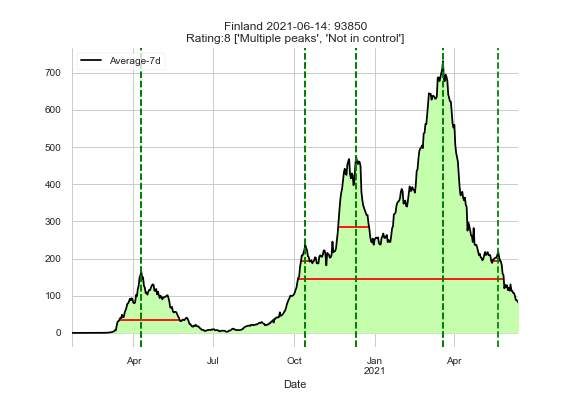 Finland 2021-06-14: 93850
Rating:8 ['Multiple peaks', 'Not in control']
Average-7d
700
600
500
400
300
200
100
0
Apr Jul Oct Jan Apr
2021
Date